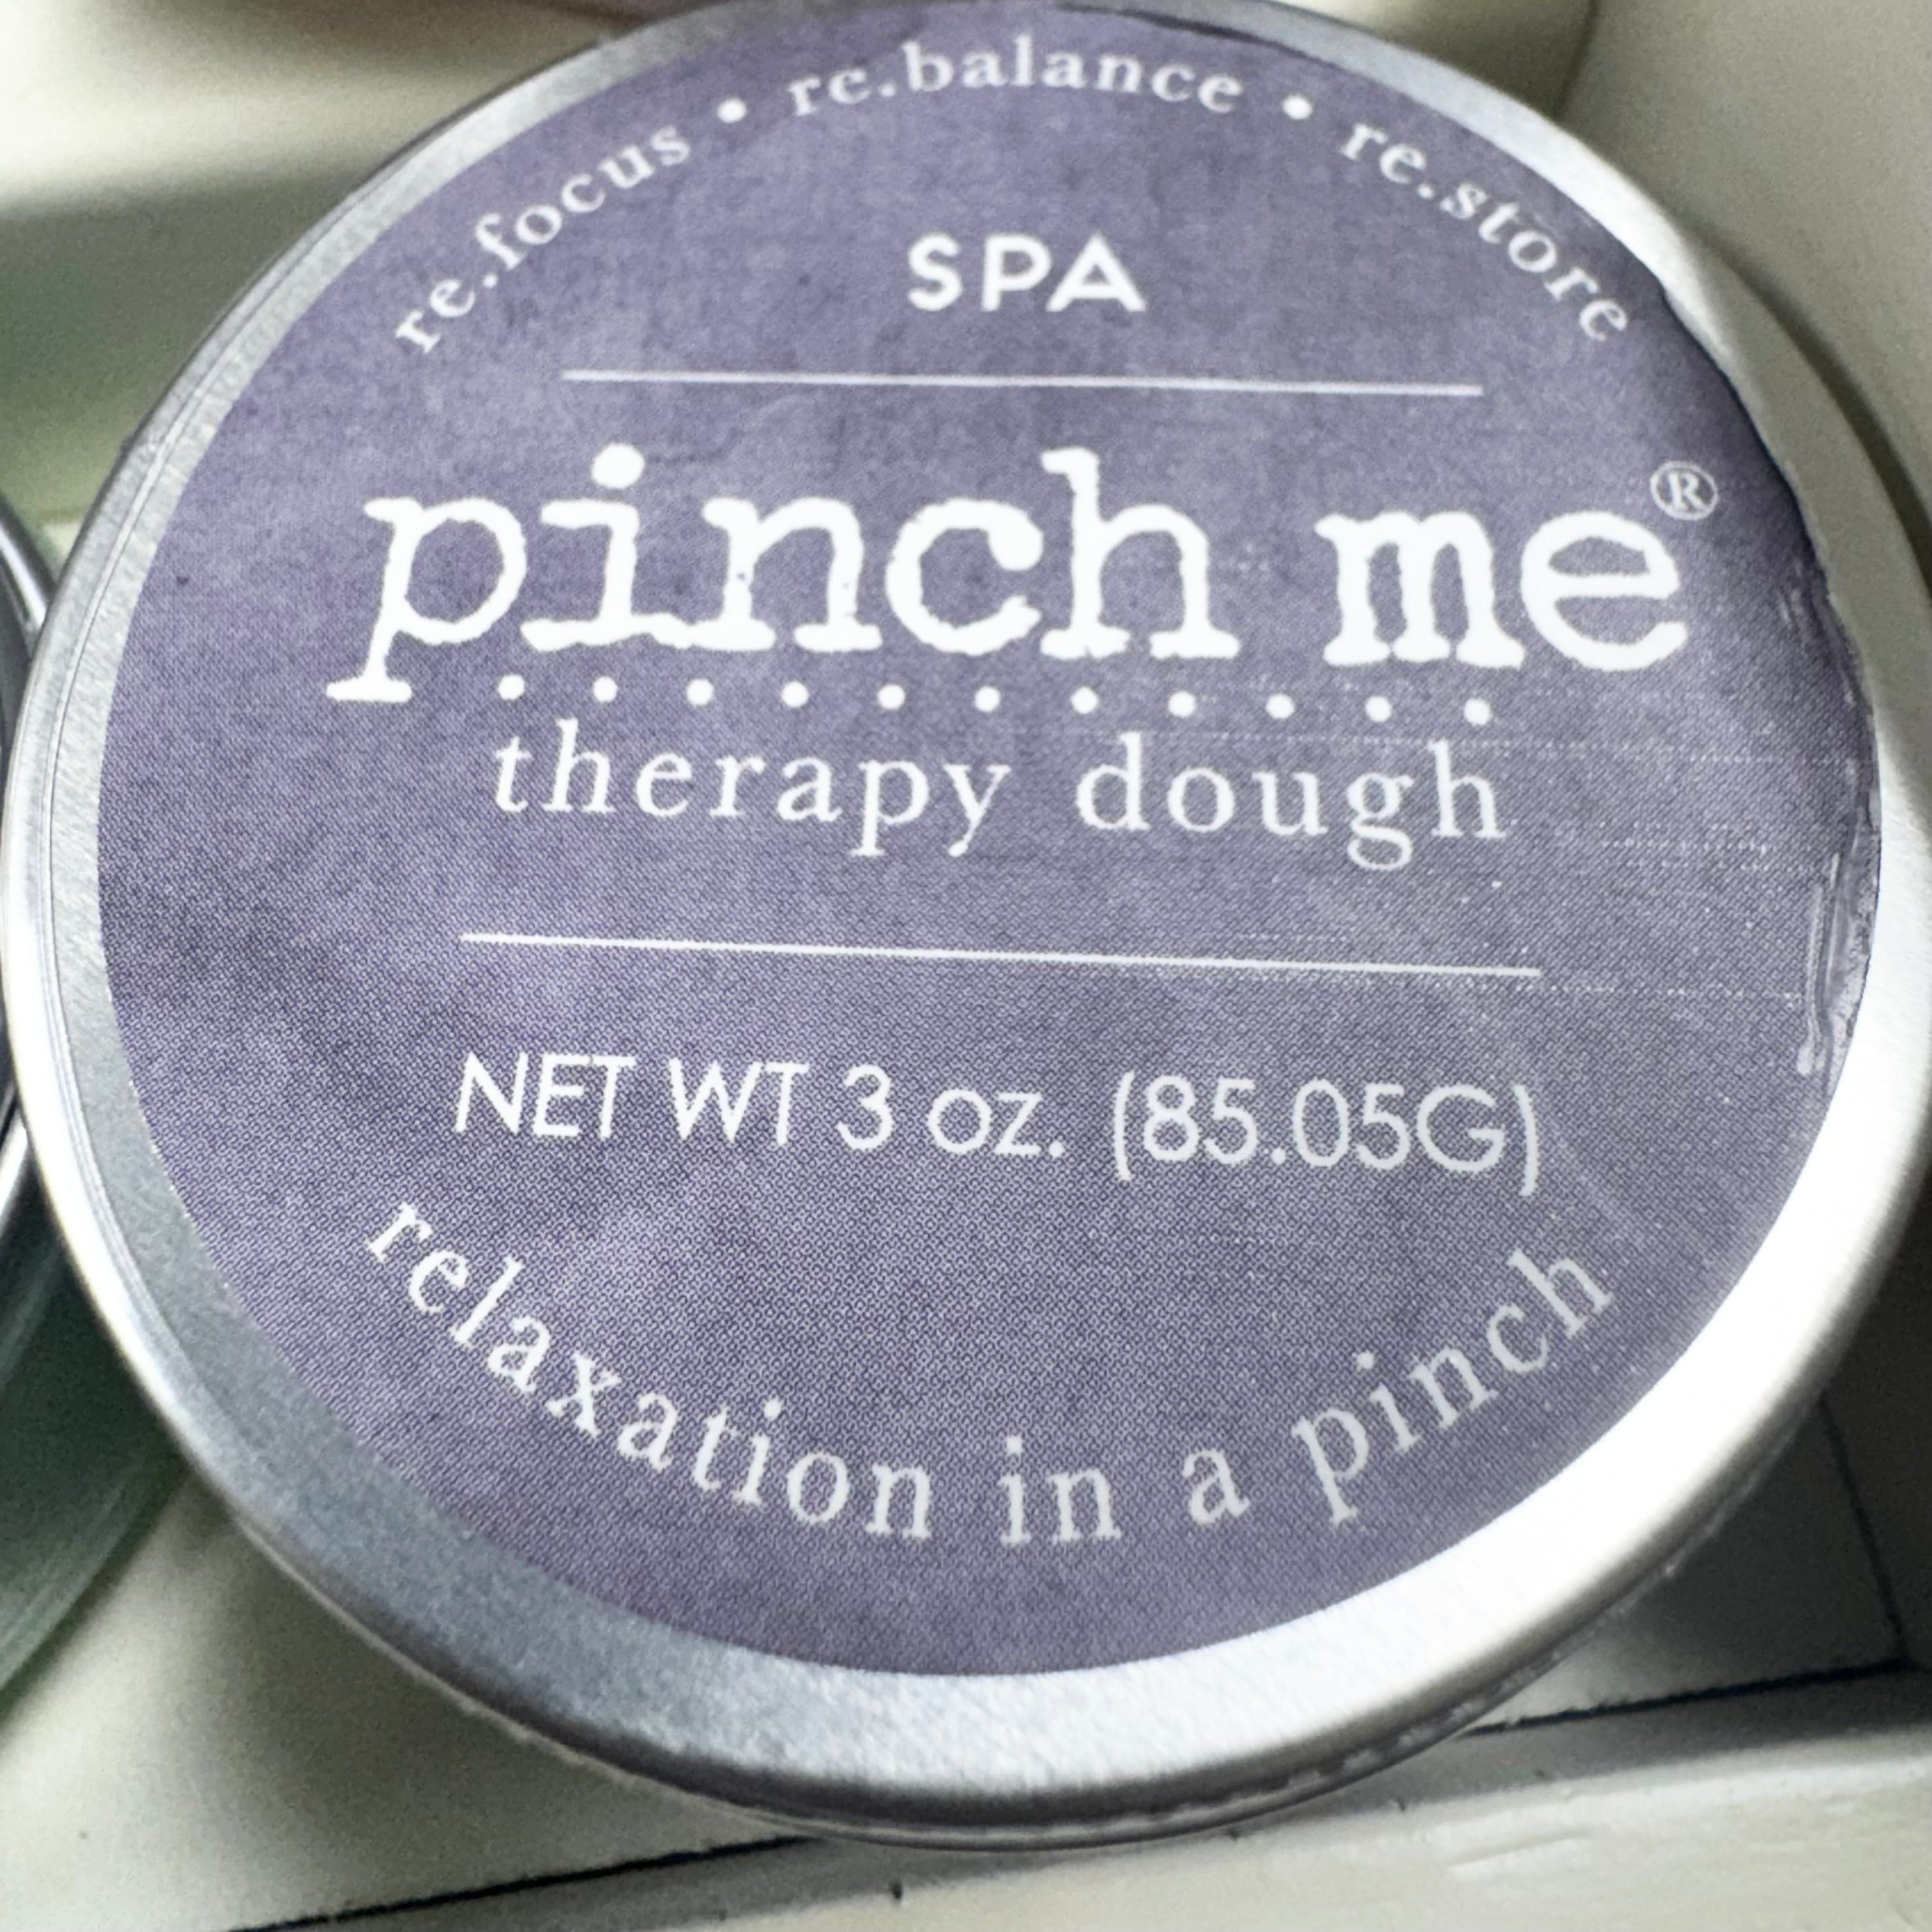 re.focus • re.balance • re.store
SPA
pinch me®
therapy dough
NET WT 3 oz. (85.05G)
relaxation in a pinch